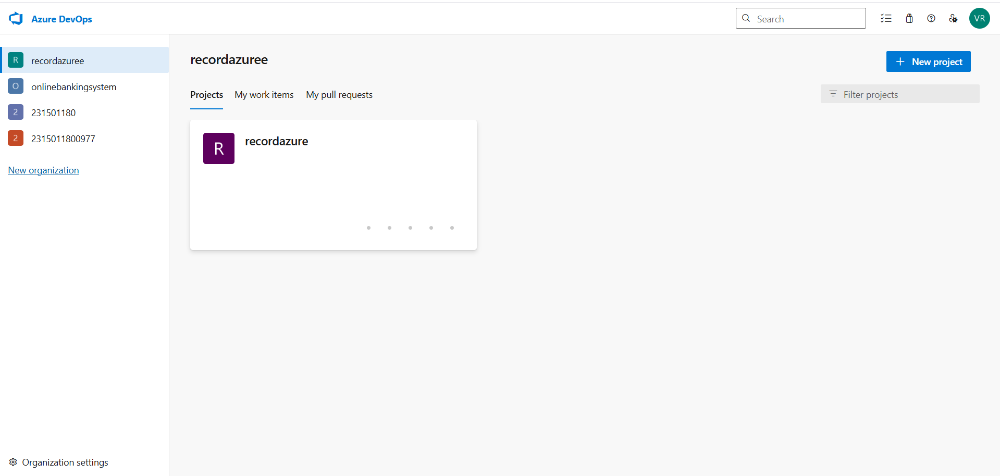 Azure DevOps
Search
VR
R recordazuree
O onlinebankingsystem
2 231501180
2 2315011800977
New organization
Organization settings
recordazuree
New project
Projects My work items My pull requests
Filter projects
R recordazure